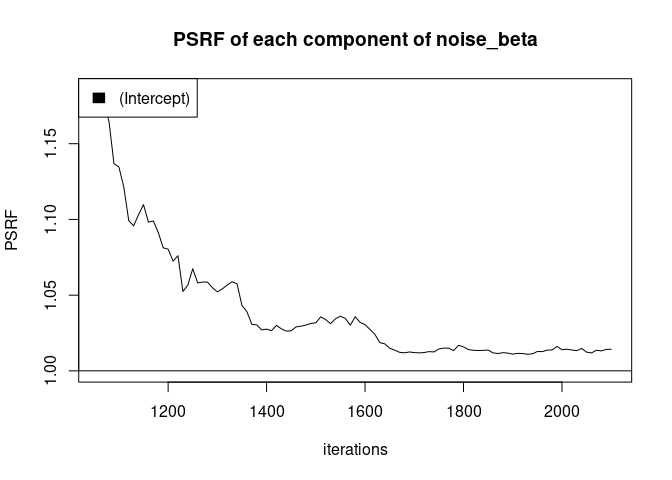 PSRF of each component of noise_beta
(Intercept)
PSRF
1.15
1.10
1.05
1.00
1200 1400 1600 1800 2000
iterations